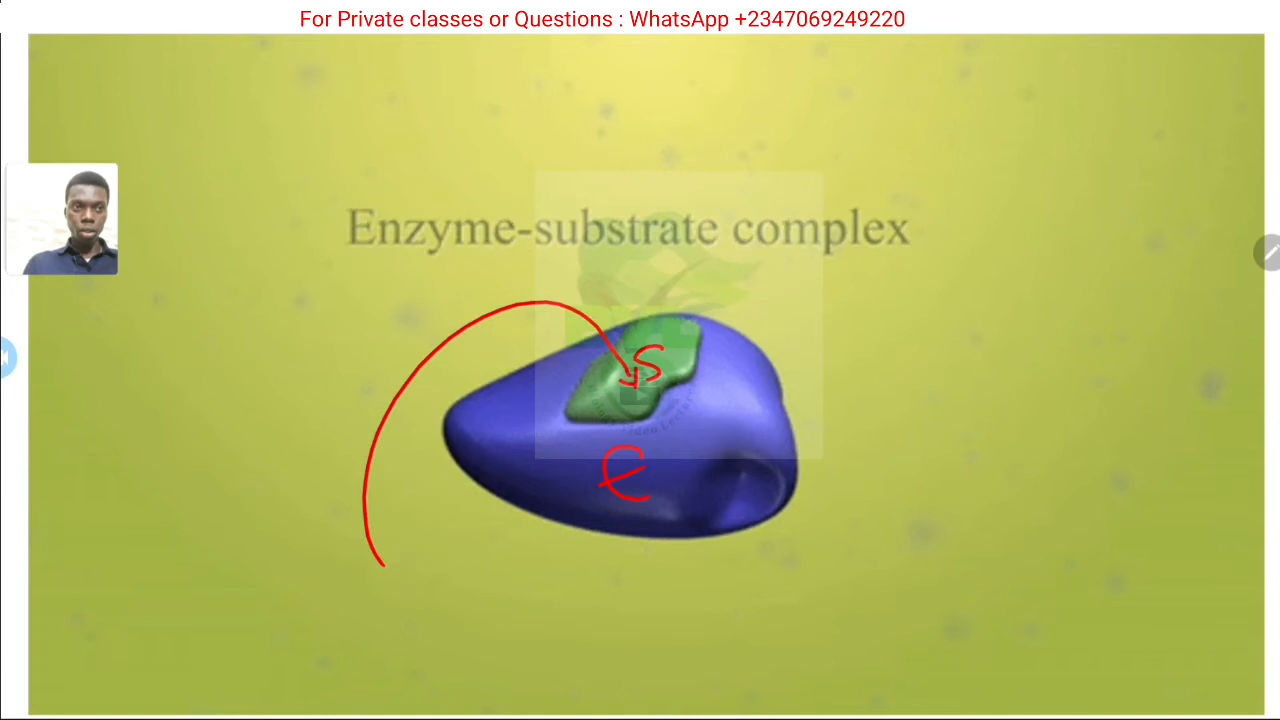 For Private classes or Questions : WhatsApp +2347069249220
Enzyme-substrate complex
S
E